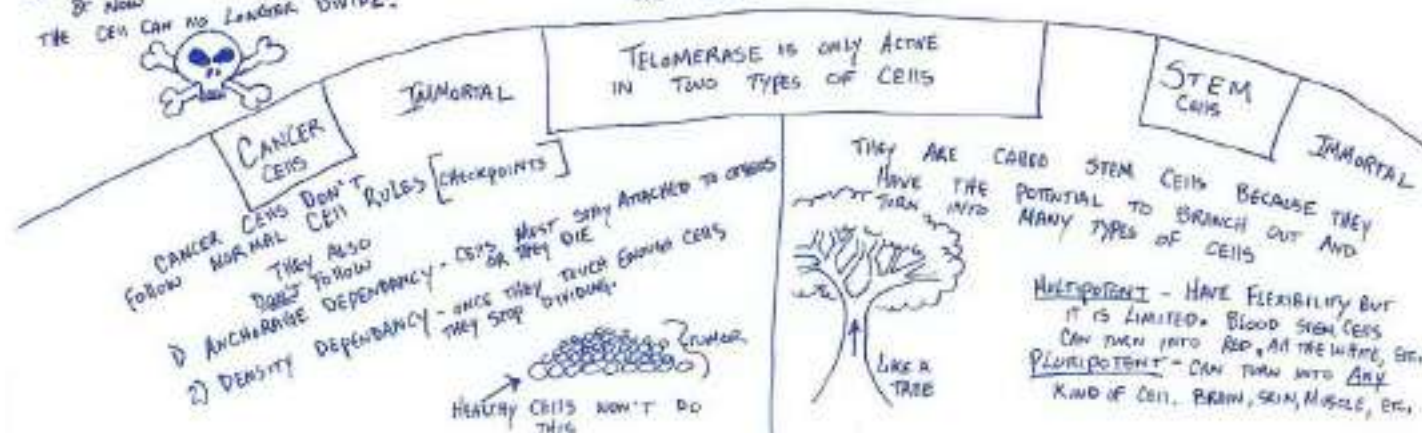 & NOW
THE CELL CAN NO LONGER DIVIDE.
TELOMERASE IS ONLY ACTIVE
IN TWO TYPES OF CELLS
CANCER
CELLS
IMMORTAL
CANCER CELLS DON'T
FOLLOW NORMAL CELL RULES [CHECKPOINTS]
THEY ALSO
DON'T FOLLOW
1) ANCHORAGE DEPENDANCY - CELLS MUST STAY ATTACHED TO OTHERS
OR THEY DIE
2) DENSITY DEPENDANCY - ONCE THEY TOUCH ENOUGH CELLS
THEY STOP DIVIDING.
TUMOR
HEALTHY CELLS WON'T DO
THIS
STEM
CELLS
IMMORTAL
THEY ARE CALLED STEM CELLS BECAUSE THEY
HAVE THE POTENTIAL TO BRANCH OUT AND
TURN INTO MANY TYPES OF CELLS
LIKE A
TREE
MULTIPOTENT - HAVE FLEXIBILITY BUT
IT IS LIMITED. BLOOD STEM CELLS
CAN TURN INTO RED, ALL THE WHITE, ETC.
PLURIPOTENT - CAN TURN INTO ANY
KIND OF CELL. BRAIN, SKIN, MUSCLE, ETC.